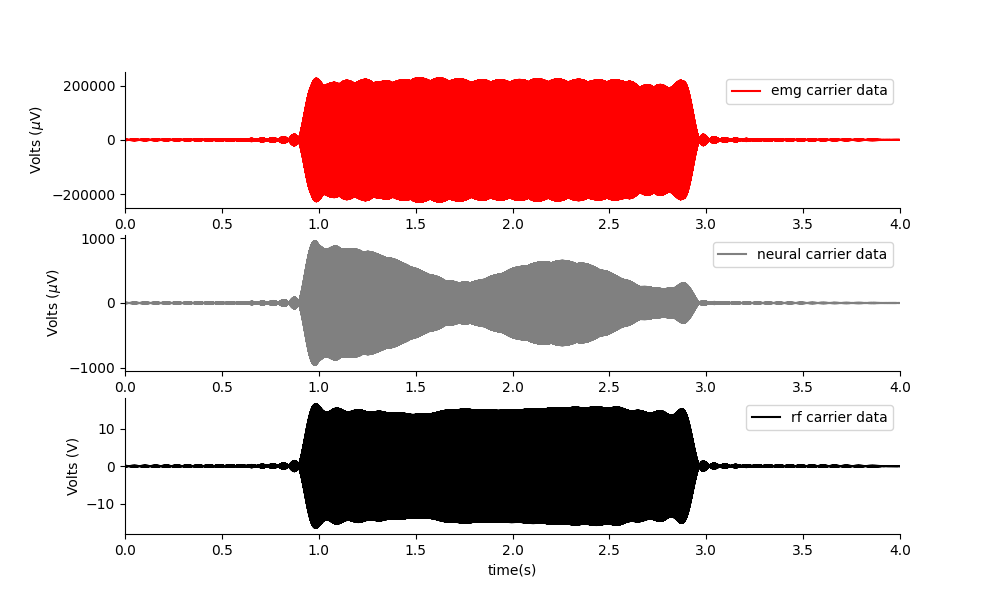 200000
0
−200000
Volts (μV)
emg carrier data
0.0 0.5 1.0 1.5 2.0 2.5 3.0 3.5 4.0
1000
0
−1000
Volts (μV)
neural carrier data
0.0 0.5 1.0 1.5 2.0 2.5 3.0 3.5 4.0
10
0
−10
Volts (V)
rf carrier data
0.0 0.5 1.0 1.5 2.0 2.5 3.0 3.5 4.0
time(s)